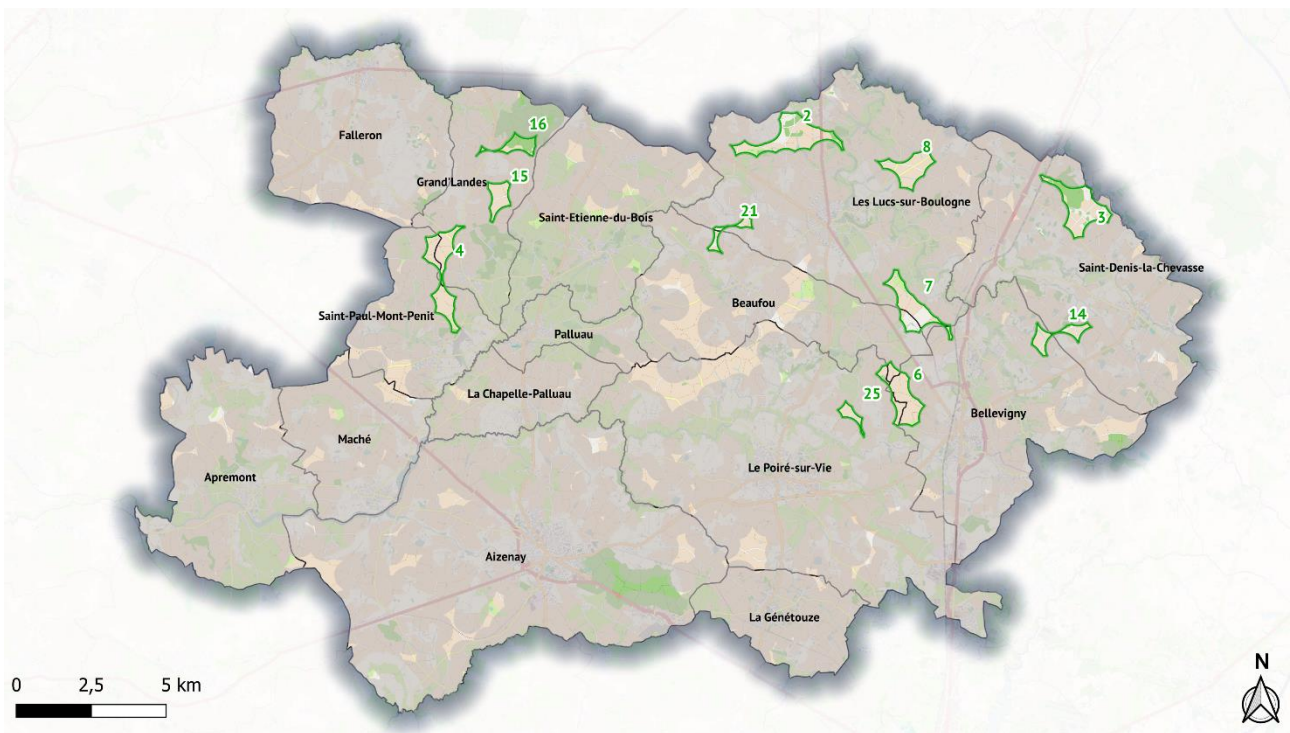 2
Falleron
16
8
Grand'Landes
15
Les Lucs-sur-Boulogne
21
3
Saint-Etienne-du-Bois
4
Saint-Denis-la-Chevasse
7
Beaufou
Saint-Paul-Mont-Penit
14
Palluau
6
La Chapelle-Palluau
25
Bellevigny
Maché
Le Poiré-sur-Vie
Apremont
Aizenay
La Génétouze
N
0 2,5 5 km